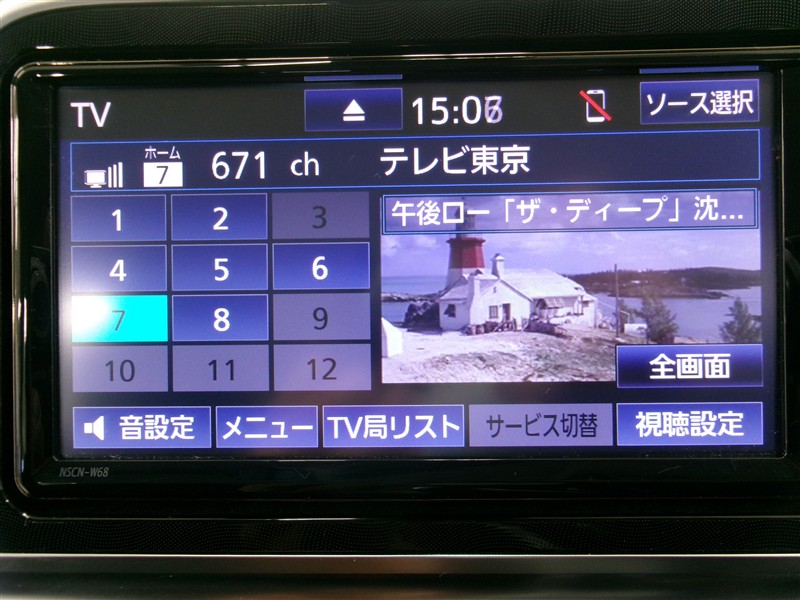 TV
15:06
ソース選択
ホーム
7
671 ch
テレビ東京
1
2
3
午後ロー「ザ・ディープ」沈...
4
5
6
7
8
9
10
11
12
全画面
音設定
メニュー
TV局リスト
サービス切替
視聴設定
NSCN-W68